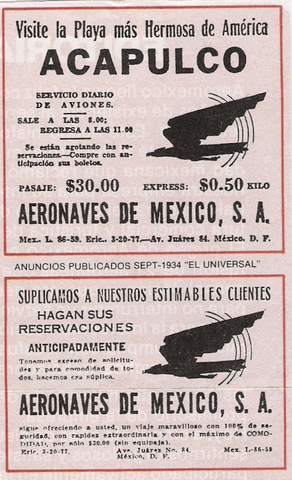 Visite la Playa más Hermosa de América
ACAPULCO
SERVICIO DIARIO
DE AVIONES.
SALE A LAS 8.00;
REGRESA A LAS 11.00
Se están agotando las re-
servaciones.—Compre con an-
ticipación sus boletos.
PASAJE: $30.00 EXPRESS: $0.50 KILO
AERONAVES DE MEXICO, S. A.
Mex. L. 86-59. Eric.. 3-20-77.—Av. Juárez 84. México. D. F.
ANUNCIOS PUBLICADOS SEPT-1934 "EL UNIVERSAL"
SUPLICAMOS A NUESTROS ESTIMABLES CLIENTES
HAGAN SUS
RESERVACIONES
ANTICIPADAMENTE
Tenemos exceso de solicitu-
des y para comodidad de to-
dos, hacemos esa súplica.
AERONAVES DE MEXICO, S. A.
sigue ofreciendo a usted, un viaje maravilloso con 100% de se-
guridad, con rapidez extraordinaria y con el máximo de COMO-
DIDAD, por sólo $30.00 (sin equipaje).
Eric. 3-20-77. Av. Juárez No. 84, Mex. L-86-59
México, D. F.